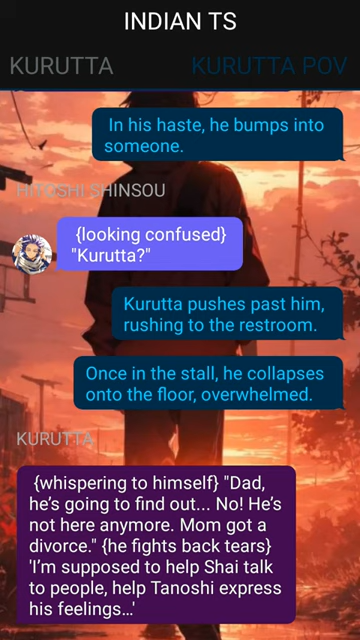 INDIAN TS
KURUTTA
KURUTTA POV
In his haste, he bumps into
someone.
HITOSHI SHINSOU
{looking confused}
"Kurutta?"
Kurutta pushes past him,
rushing to the restroom.
Once in the stall, he collapses
onto the floor, overwhelmed.
KURUTTA
{whispering to himself} "Dad,
he's going to find out... No! He's
not here anymore. Mom got a
divorce." {he fights back tears}
'I'm supposed to help Shai talk
to people, help Tanoshi express
his feelings…'